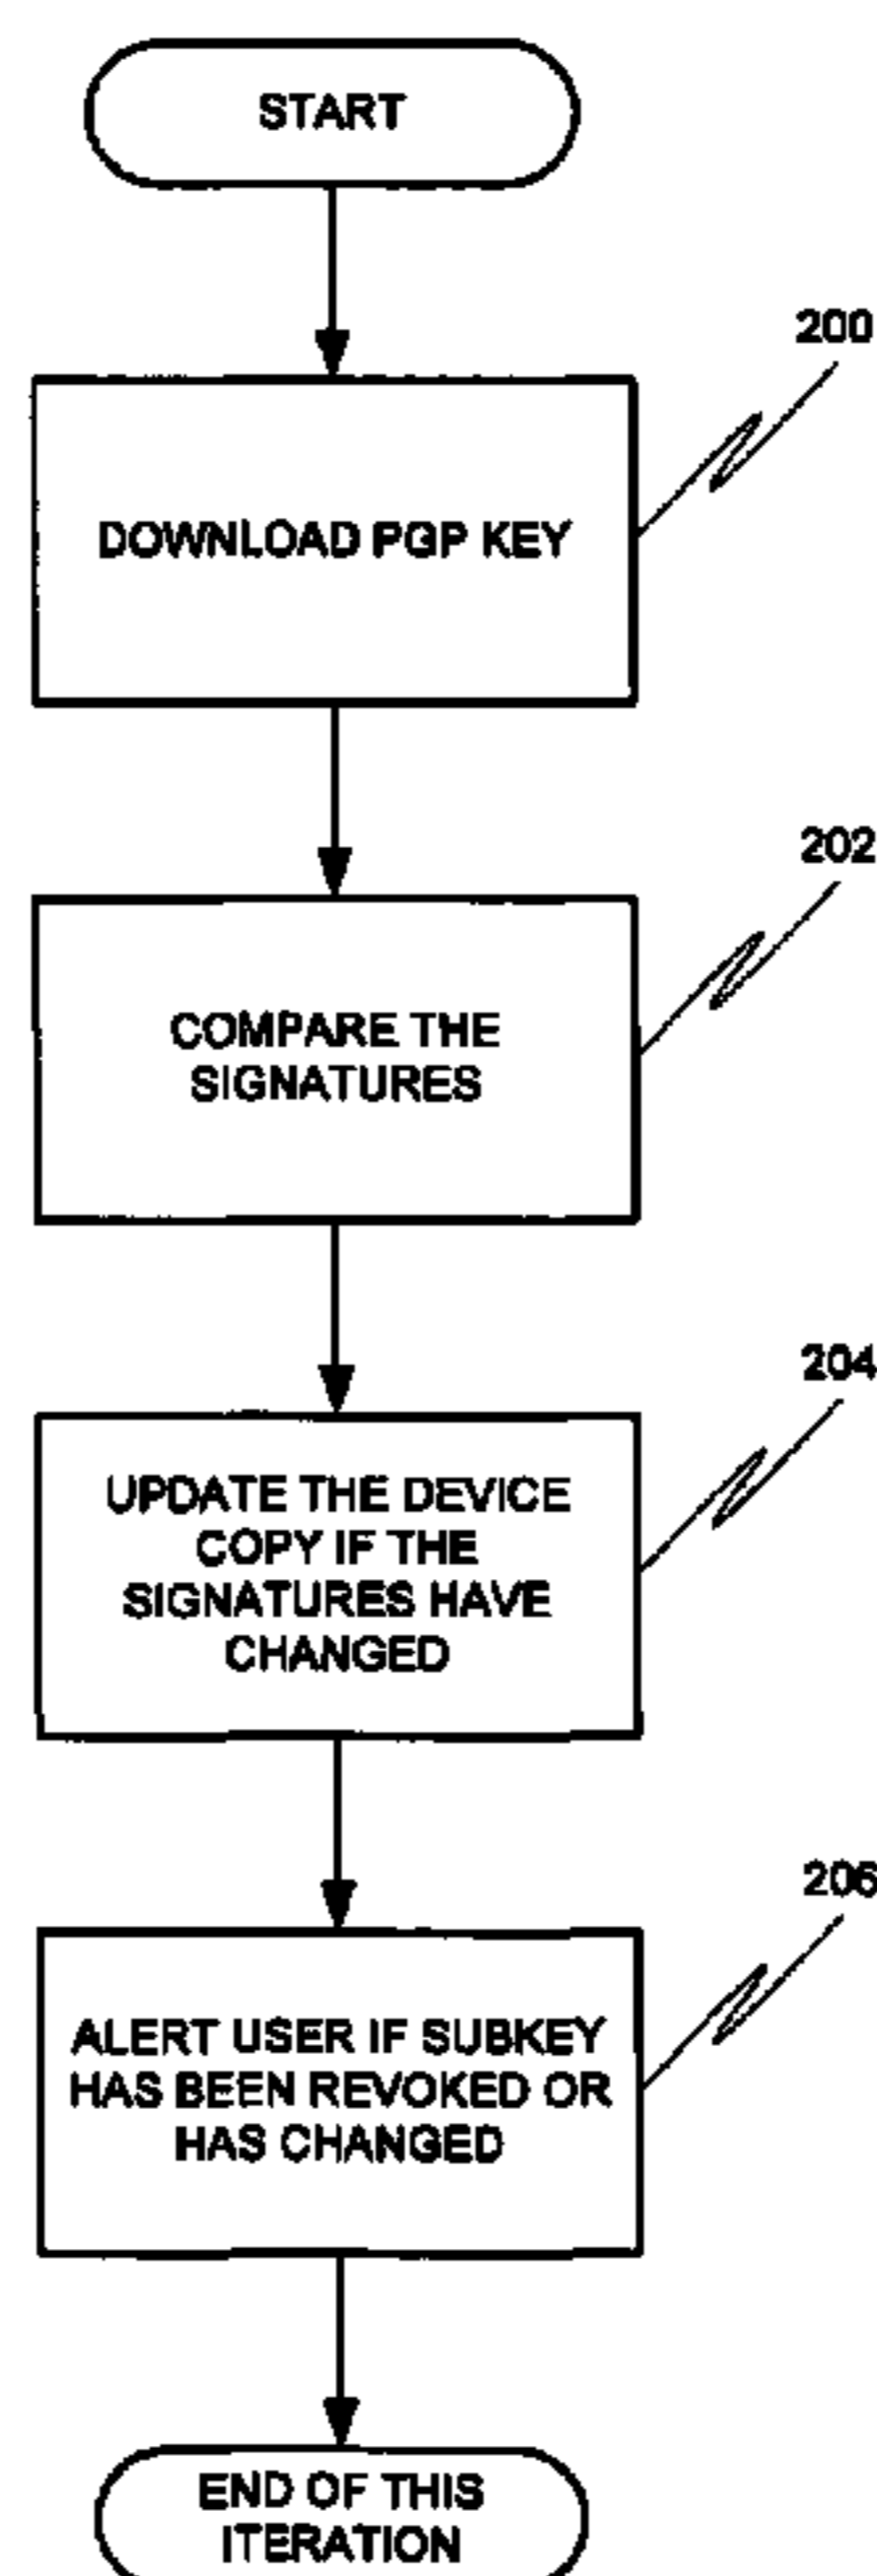 START
200
DOWNLOAD PGP KEY
202
COMPARE THE
SIGNATURES
204
UPDATE THE DEVICE
COPY IF THE
SIGNATURES HAVE
CHANGED
206
ALERT USER IF SUBKEY
HAS BEEN REVOKED OR
HAS CHANGED
END OF THIS
ITERATION